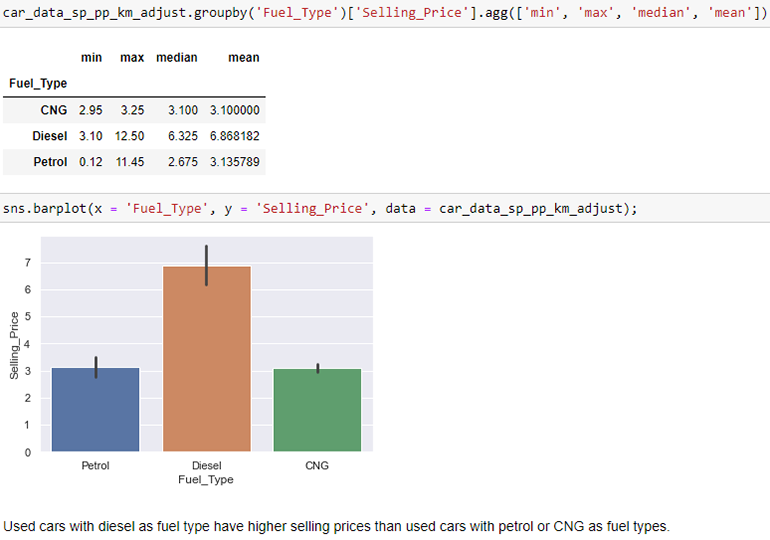 car_data_sp_pp_km_adjust.groupby('Fuel_Type')['Selling_Price'].agg(['min', 'max', 'median', 'mean'])
min max median mean
Fuel_Type
CNG 2.95 3.25 3.100 3.100000
Diesel 3.10 12.50 6.325 6.868182
Petrol 0.12 11.45 2.675 3.135789
sns.barplot(x = 'Fuel_Type', y = 'Selling_Price', data = car_data_sp_pp_km_adjust);
Selling_Price
7
6
5
4
3
2
1
0
Petrol Diesel CNG
Fuel_Type
Used cars with diesel as fuel type have higher selling prices than used cars with petrol or CNG as fuel types.